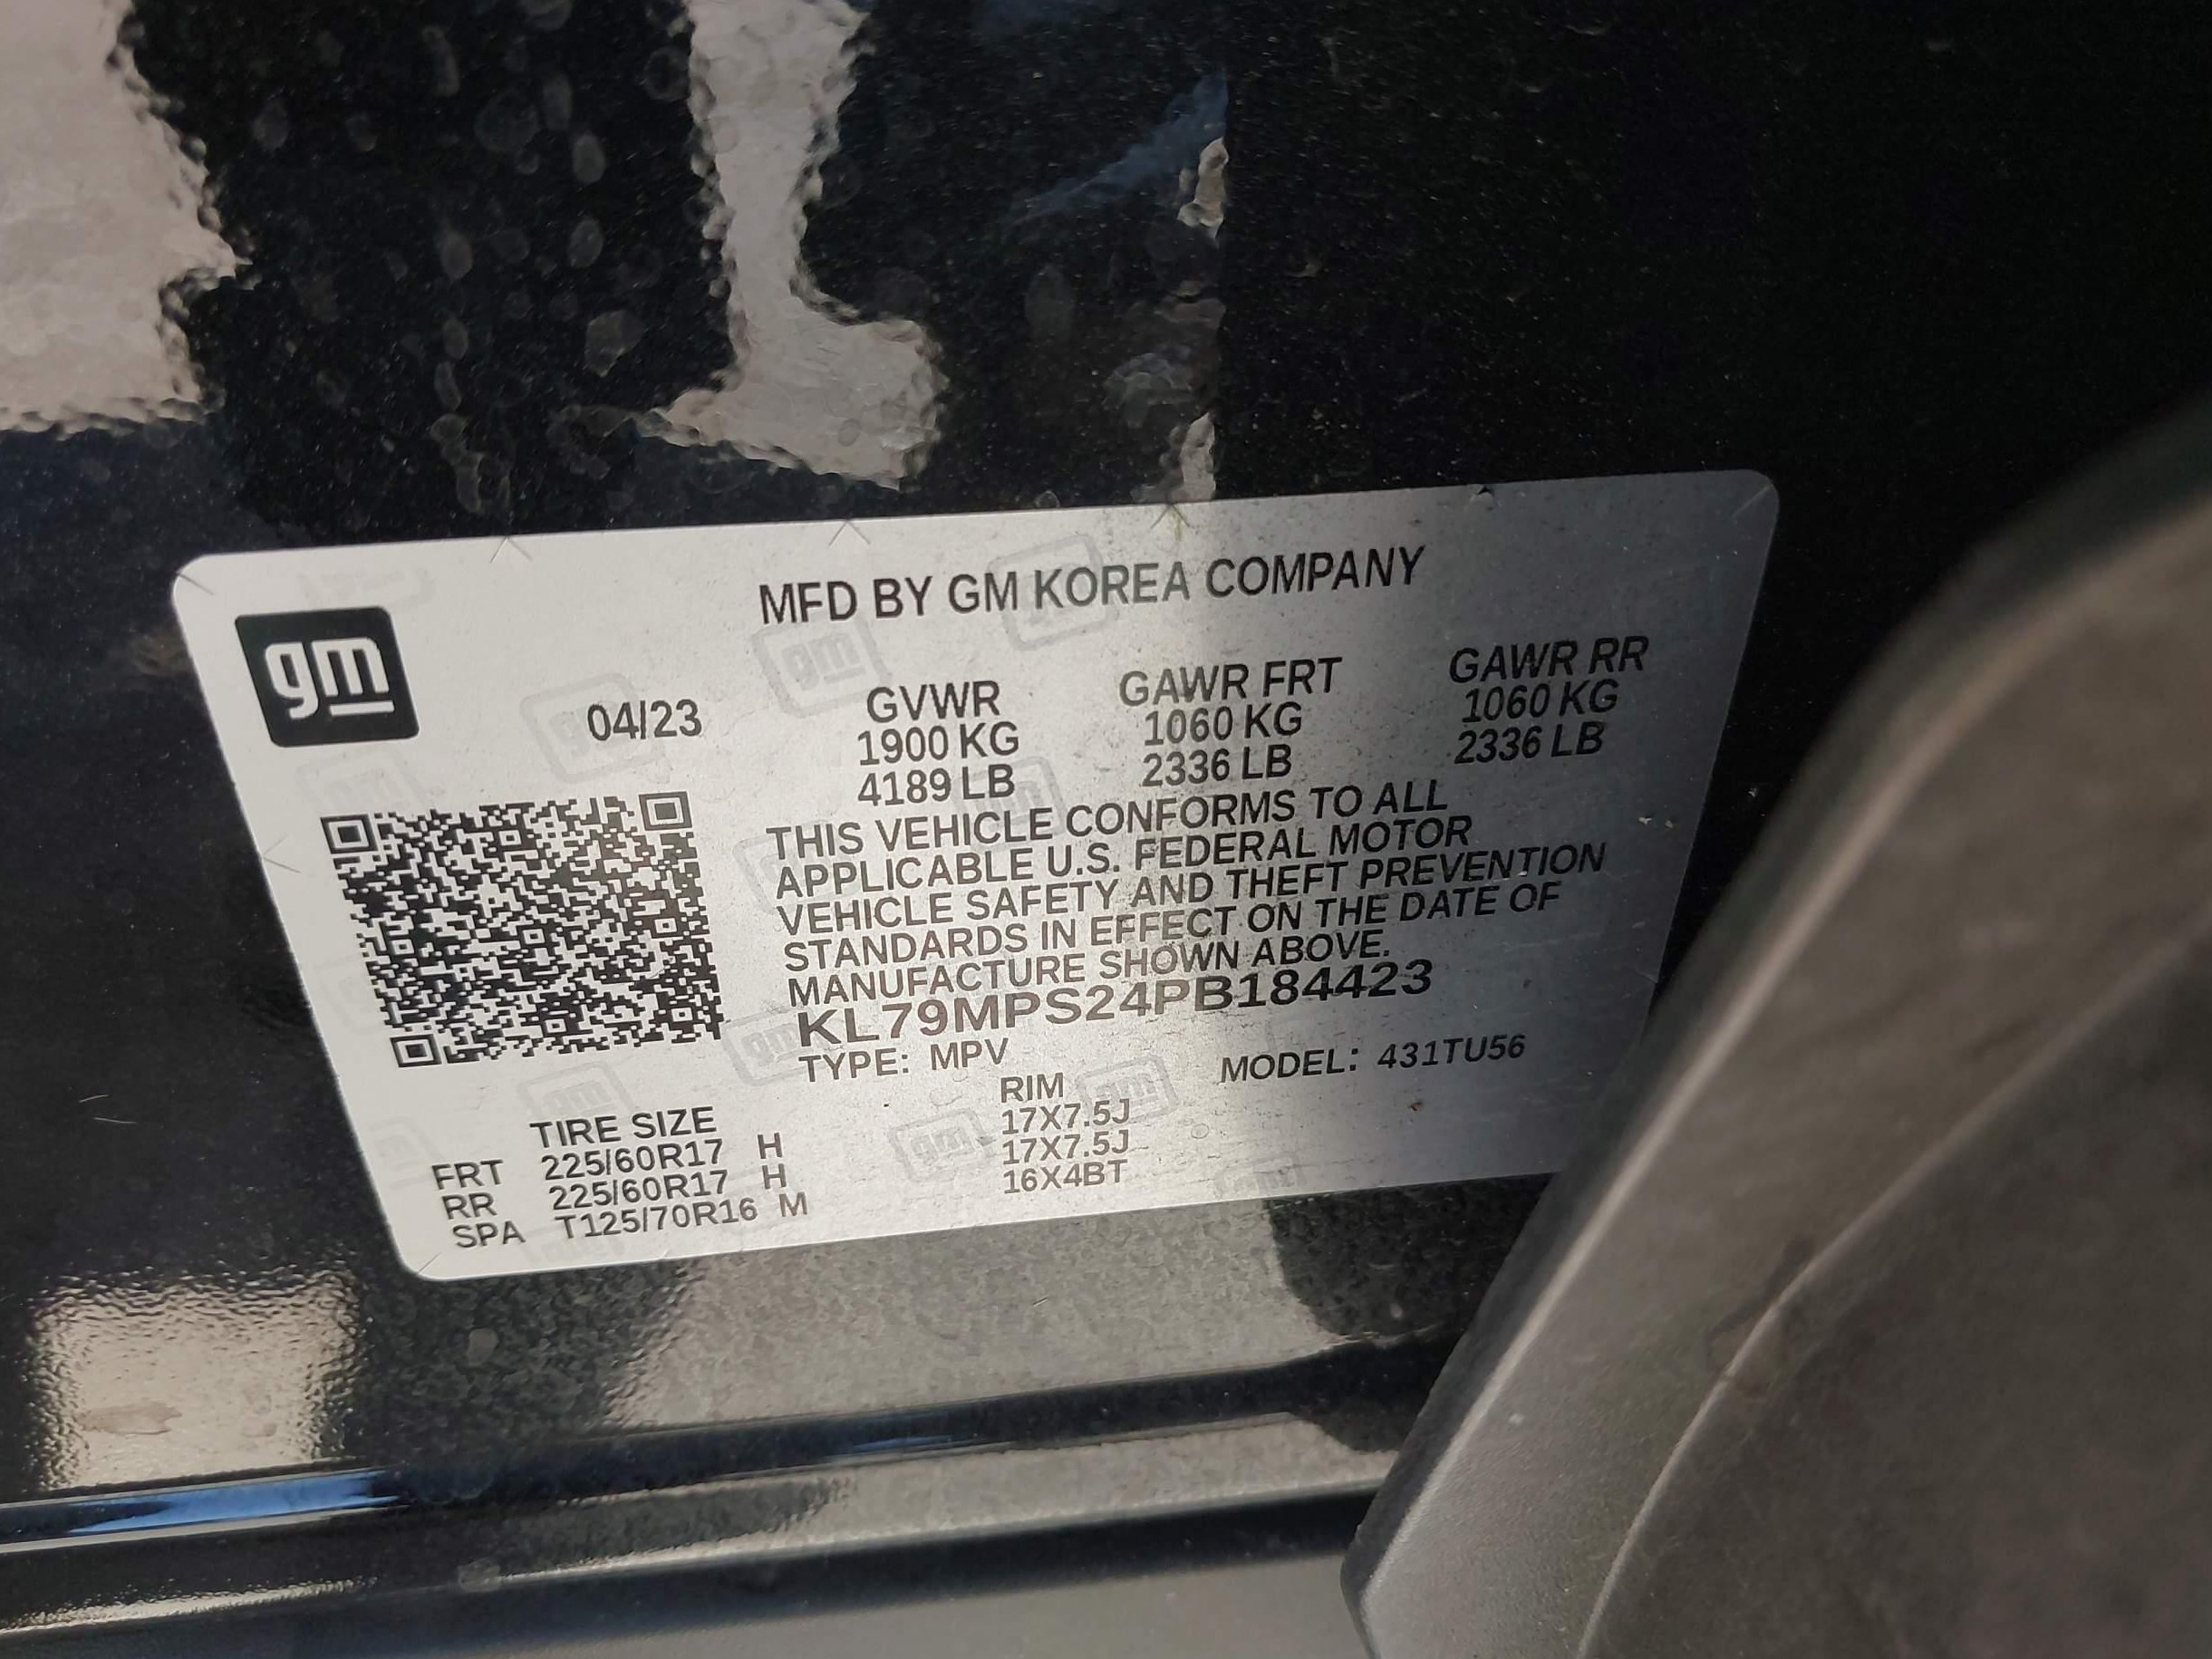 MFD BY GM KOREA COMPANY
gm
04/23
GVWR GAWR FRT GAWR RR
1900 KG 1060 KG 1060 KG
4189 LB 2336 LB 2336 LB
THIS VEHICLE CONFORMS TO ALL
APPLICABLE U.S. FEDERAL MOTOR
VEHICLE SAFETY AND THEFT PREVENTION
STANDARDS IN EFFECT ON THE DATE OF
MANUFACTURE SHOWN ABOVE.
KL79MPS24PB184423
TYPE: MPV MODEL: 431TU56
TIRE SIZE RIM
FRT 225/60R17 H 17X7.5J
RR 225/60R17 H 17X7.5J
SPA T125/70R16 M 16X4BT